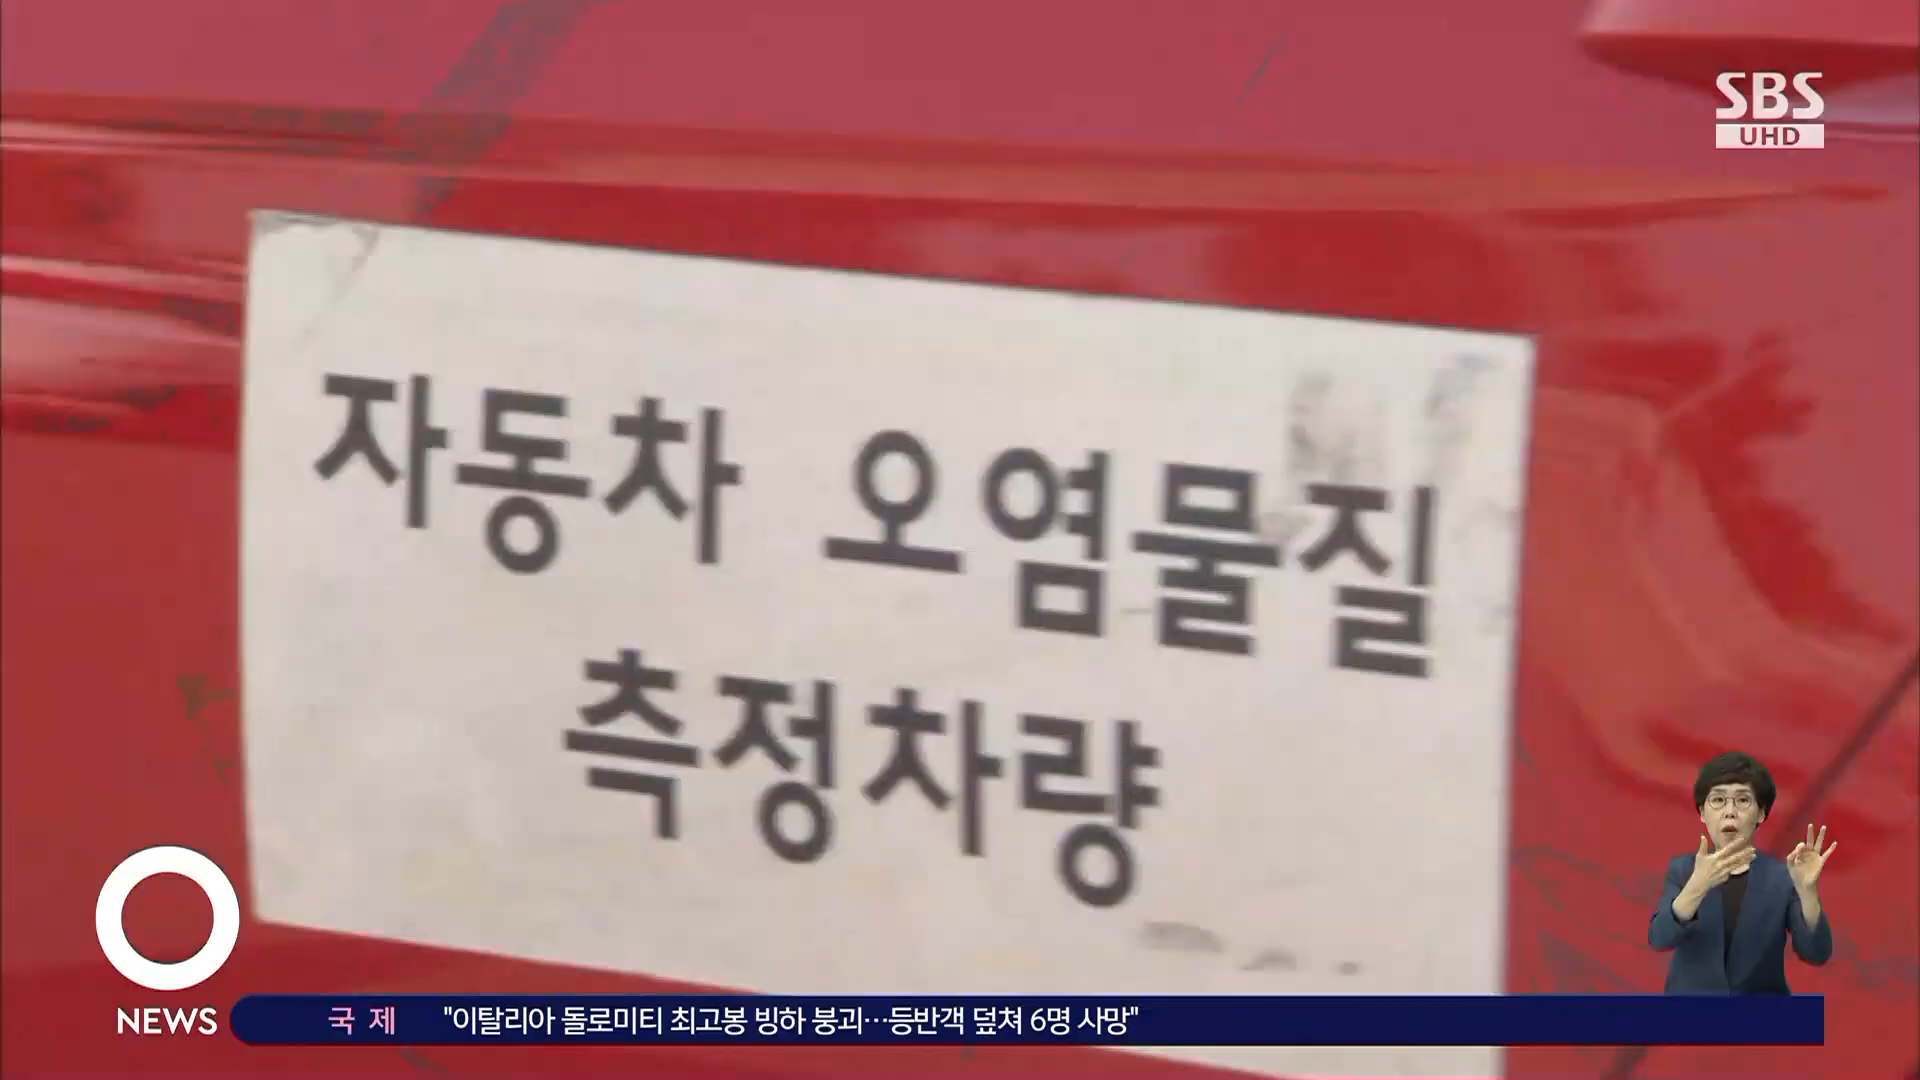 SBS
UHD
자동차 오염물질
측정차량
NEWS
국 제 "이탈리아 돌로미티 최고봉 빙하 붕괴…등반객 덮쳐 6명 사망"